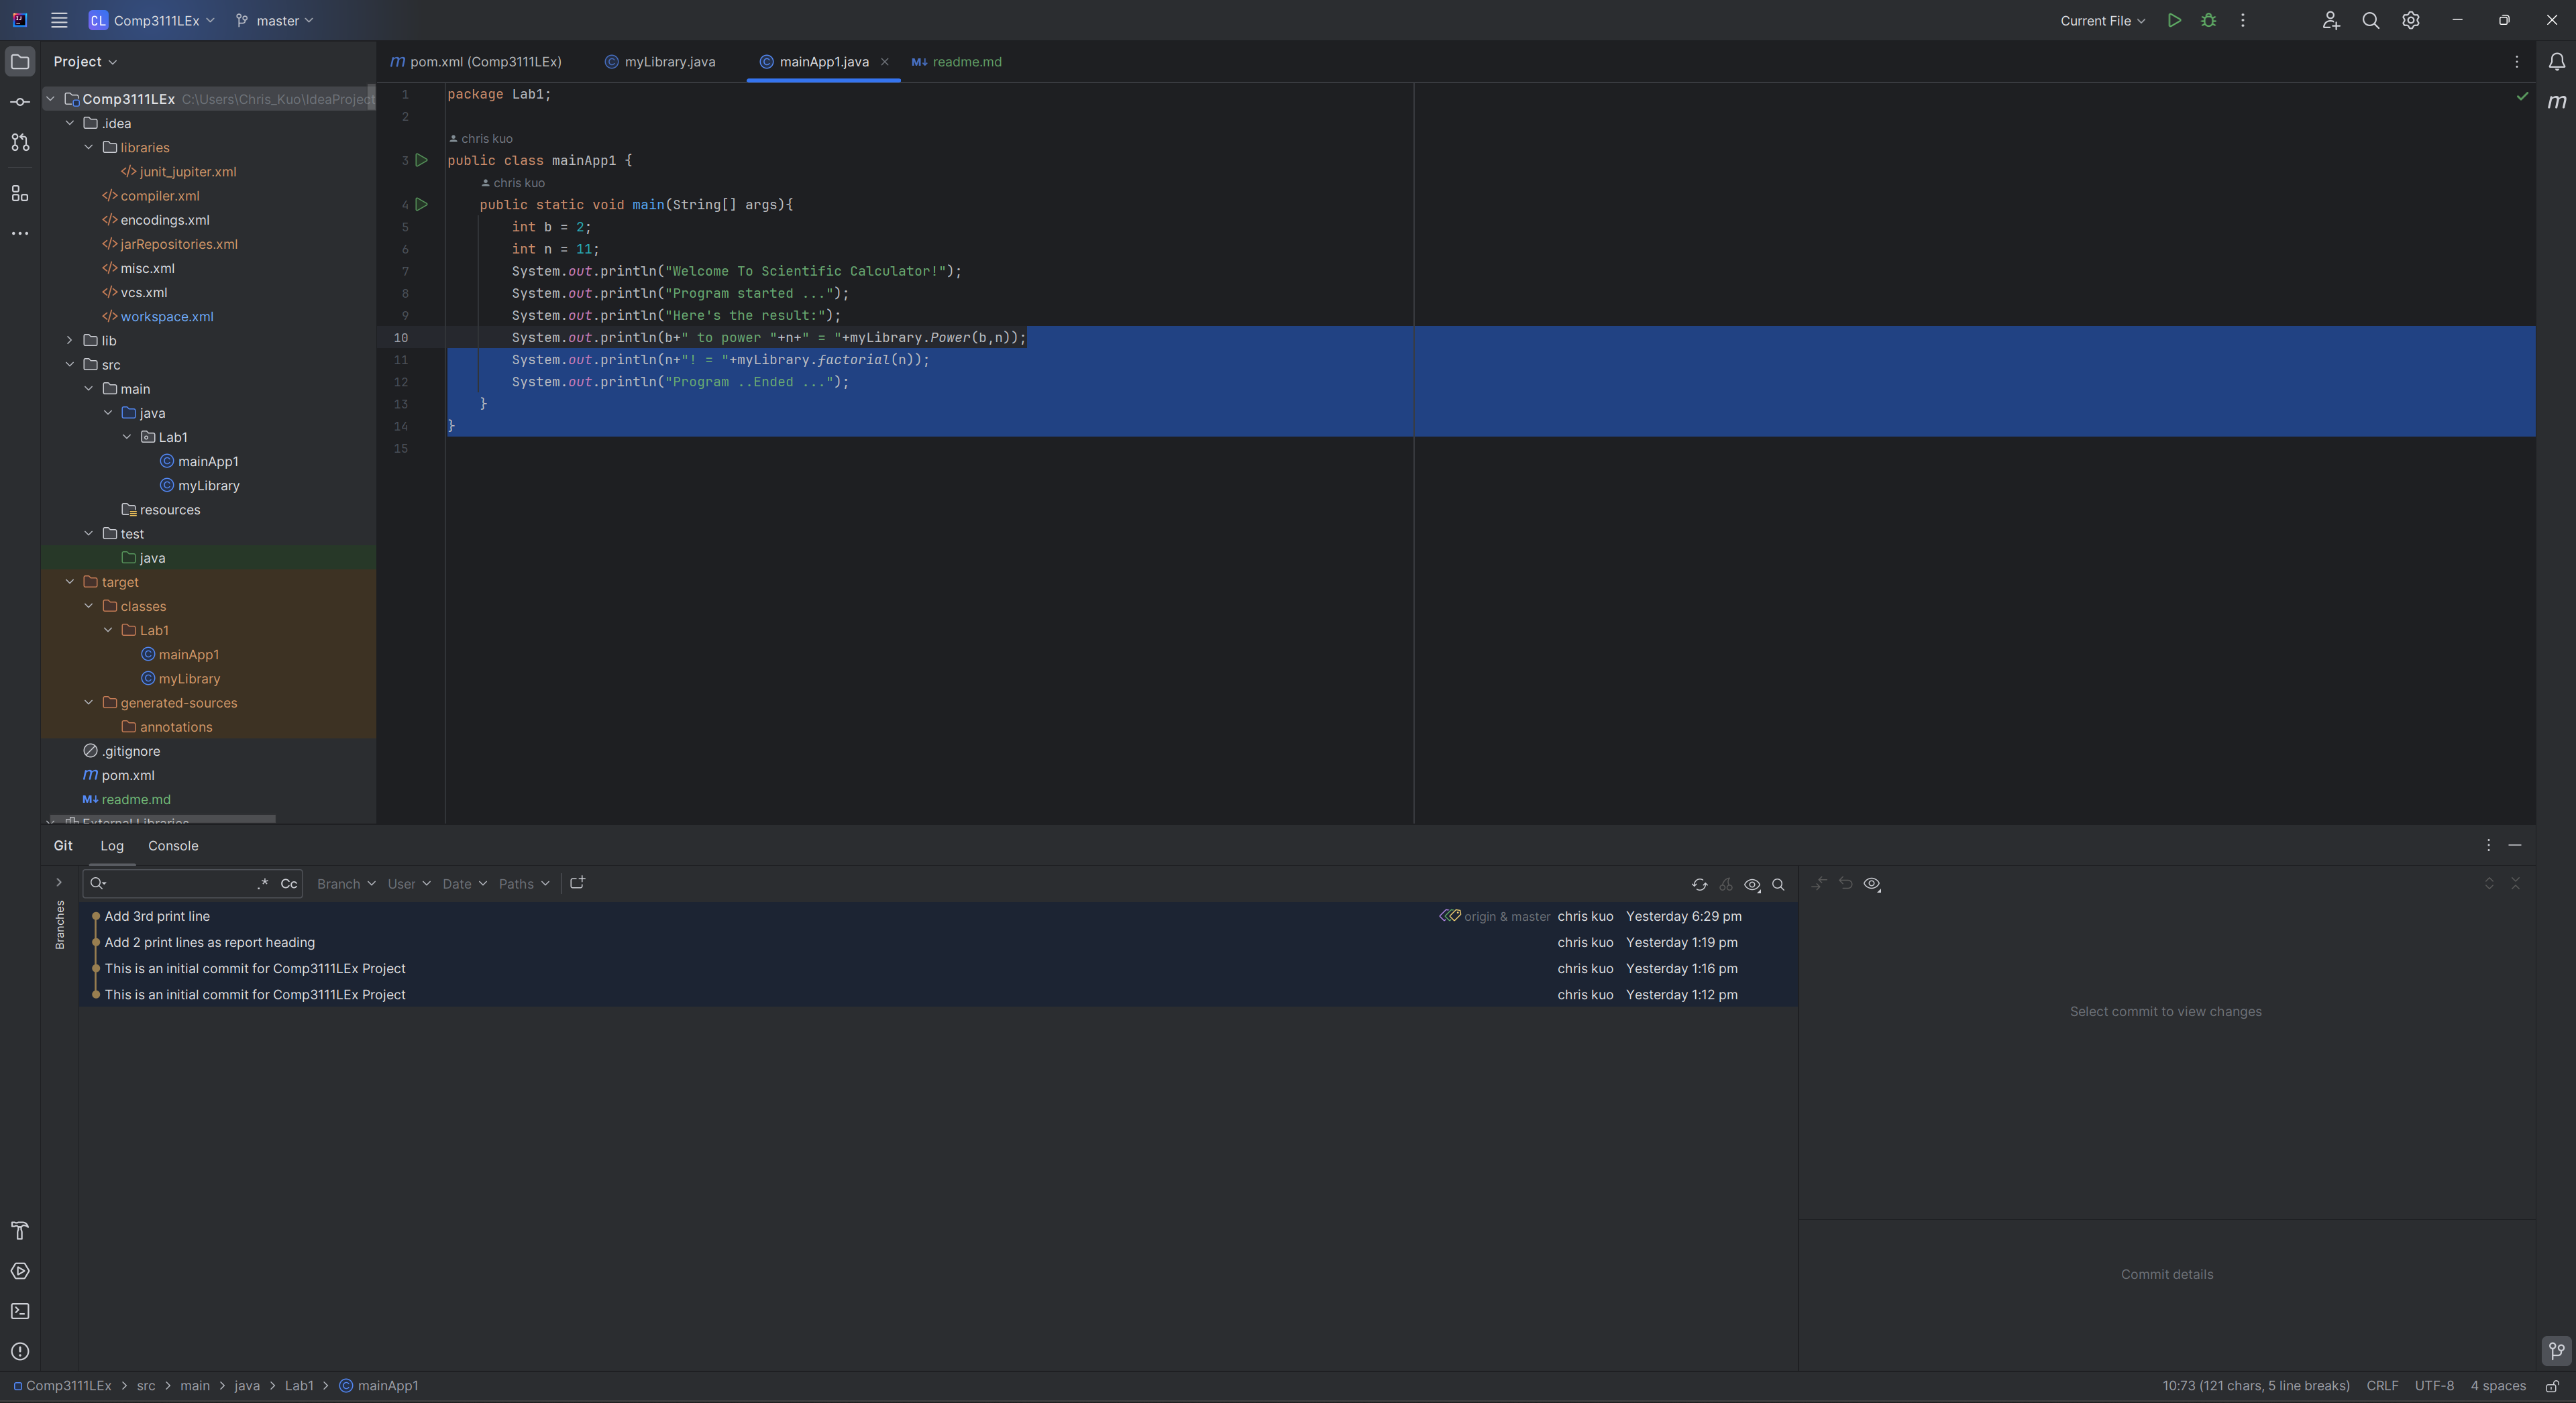 CL Comp3111LEx master Current File
Project
pom.xml (Comp3111LEx) myLibrary.java mainApp1.java readme.md
Comp3111LEx C:\Users\Chris_Kuo\IdeaProject
.idea
libraries
junit_jupiter.xml
compiler.xml
encodings.xml
jarRepositories.xml
misc.xml
vcs.xml
workspace.xml
lib
src
main
java
Lab1
mainApp1
myLibrary
resources
test
java
target
classes
Lab1
mainApp1
myLibrary
generated-sources
annotations
.gitignore
pom.xml
readme.md
External Libraries
1 package Lab1;
2
chris kuo
3 public class mainApp1 {
chris kuo
4 public static void main(String[] args){
5 int b = 2;
6 int n = 11;
7 System.out.println("Welcome To Scientific Calculator!");
8 System.out.println("Program started ...");
9 System.out.println("Here's the result:");
10 System.out.println(b+" to power "+n+" = "+myLibrary.Power(b,n));
11 System.out.println(n+"! = "+myLibrary.factorial(n));
12 System.out.println("Program ..Ended ...");
13 }
14 }
15
Git Log Console
.* Cc Branch User Date Paths
Branches
Add 3rd print line origin & master chris kuo Yesterday 6:29 pm
Add 2 print lines as report heading chris kuo Yesterday 1:19 pm
This is an initial commit for Comp3111LEx Project chris kuo Yesterday 1:16 pm
This is an initial commit for Comp3111LEx Project chris kuo Yesterday 1:12 pm
Select commit to view changes
Commit details
Comp3111LEx > src > main > java > Lab1 > mainApp1 10:73 (121 chars, 5 line breaks) CRLF UTF-8 4 spaces